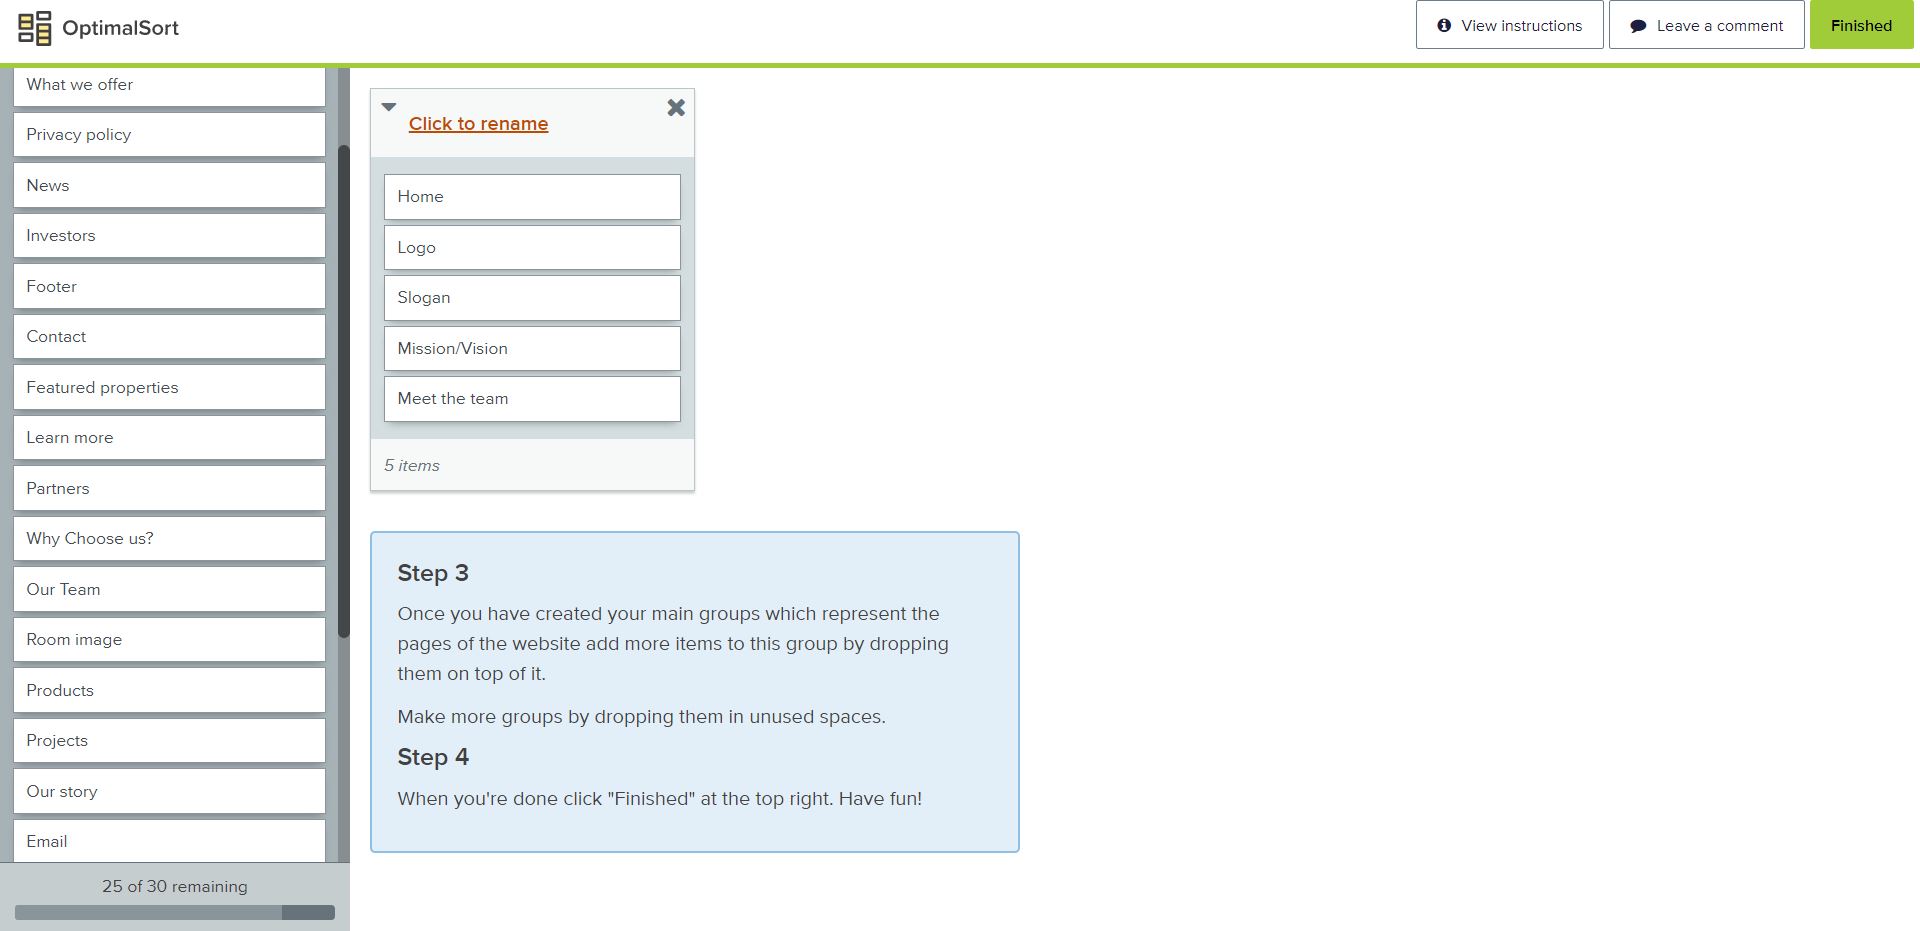 OptimalSort
View instructions
Leave a comment
Finished
What we offer
Privacy policy
News
Investors
Footer
Contact
Featured properties
Learn more
Partners
Why Choose us?
Our Team
Room image
Products
Projects
Our story
Email
25 of 30 remaining
Click to rename
Home
Logo
Slogan
Mission/Vision
Meet the team
5 items
Step 3
Once you have created your main groups which represent the
pages of the website add more items to this group by dropping
them on top of it.
Make more groups by dropping them in unused spaces.
Step 4
When you're done click "Finished" at the top right. Have fun!